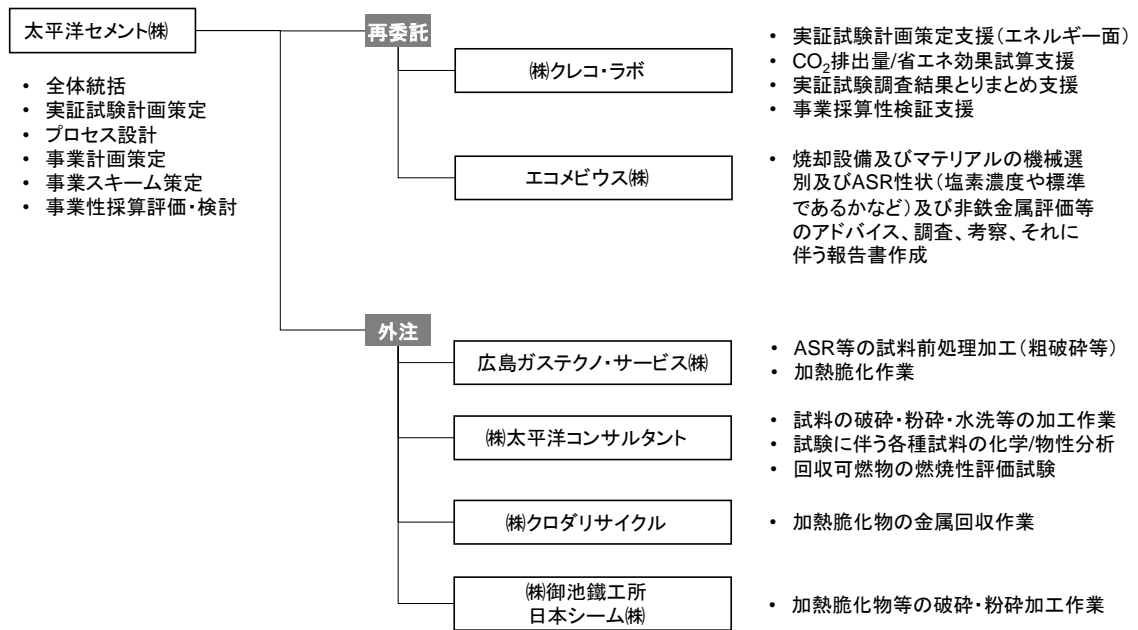 太平洋セメント㈱
・ 全体統括
・ 実証試験計画策定
・ プロセス設計
・ 事業計画策定
・ 事業スキーム策定
・ 事業性採算評価・検討
再委託
㈱クレコ・ラボ
・ 実証試験計画策定支援（エネルギー面）
・ CO₂排出量/省エネ効果試算支援
・ 実証試験調査結果とりまとめ支援
・ 事業採算性検証支援
エコメビウス㈱
・ 焼却設備及びマテリアルの機械選
別及びASR性状（塩素濃度や標準
であるかなど）及び非鉄金属評価等
のアドバイス、調査、考察、それに
伴う報告書作成
外注
広島ガステクノ・サービス㈱
・ ASR等の試料前処理加工（粗破砕等）
・ 加熱脆化作業
㈱太平洋コンサルタント
・ 試料の破砕・粉砕・水洗等の加工作業
・ 試験に伴う各種試料の化学/物性分析
・ 回収可燃物の燃焼性評価試験
㈱クロダリサイクル
・ 加熱脆化物の金属回収作業
㈱御池鐵工所
日本シーム㈱
・ 加熱脆化物等の破砕・粉砕加工作業